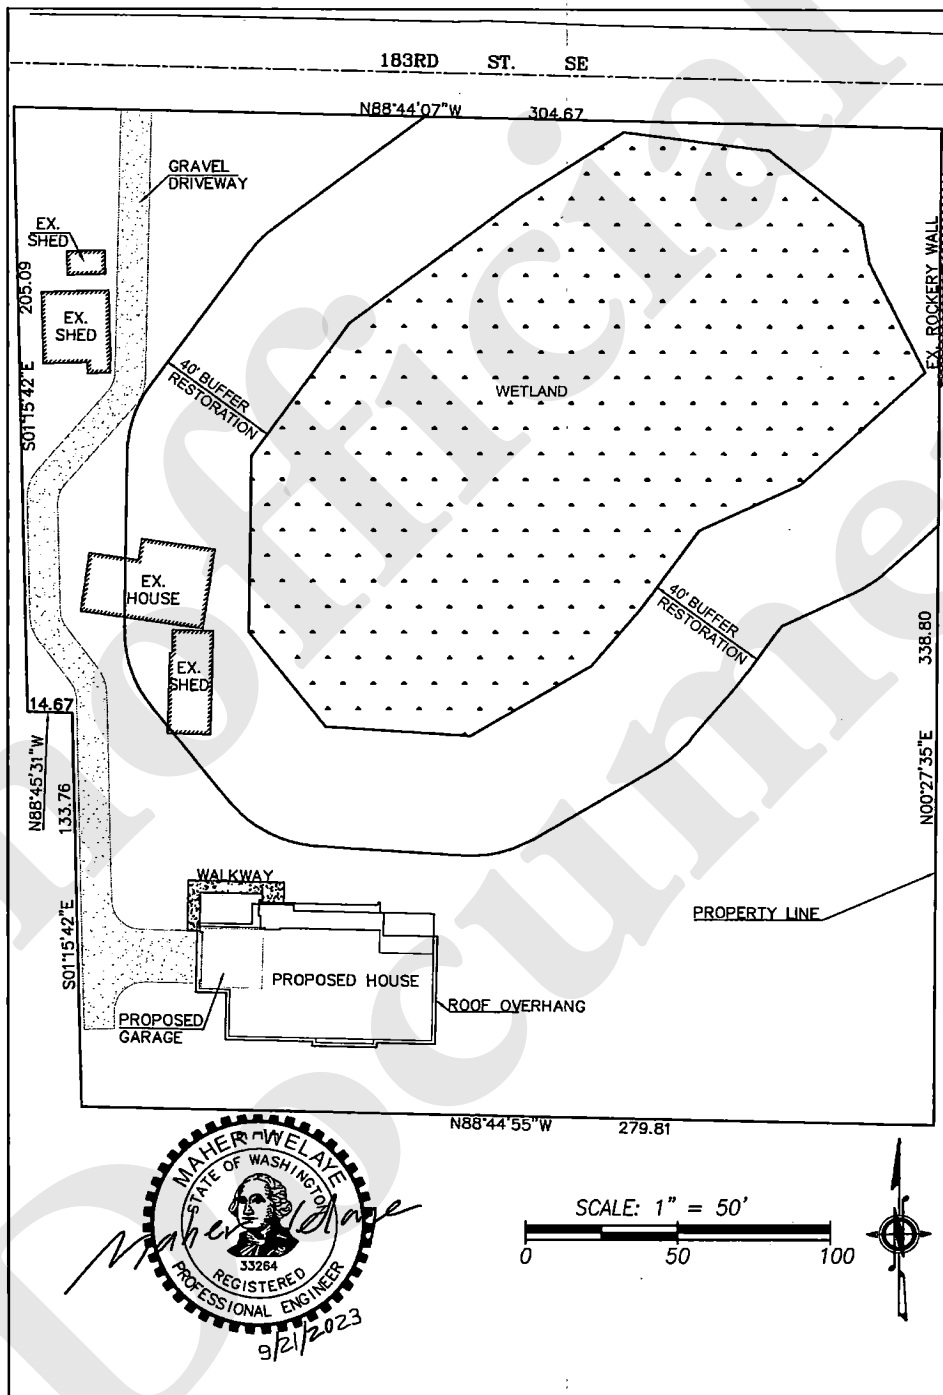 183RD ST. SE
N88°44'07"W 304.67
GRAVEL
DRIVEWAY
EX.
SHED
205.09
EX.
SHED
S01°15'42"E
EX. ROCKERY WALL
40' BUFFER
RESTORATION
WETLAND
EX.
HOUSE
40' BUFFER
RESTORATION
EX.
SHED
338.80
N00°27'35"E
14.67
N88°45'31"W
133.76
S01°15'42"E
WALKWAY
PROPERTY LINE
PROPOSED HOUSE
ROOF OVERHANG
PROPOSED
GARAGE
N88°44'55"W 279.81
MAHER WELAYE
STATE OF WASHINGTON
Maher Welaye
33264
REGISTERED
PROFESSIONAL ENGINEER
9/21/2023
SCALE: 1" = 50'
0 50 100
Unofficial
Document